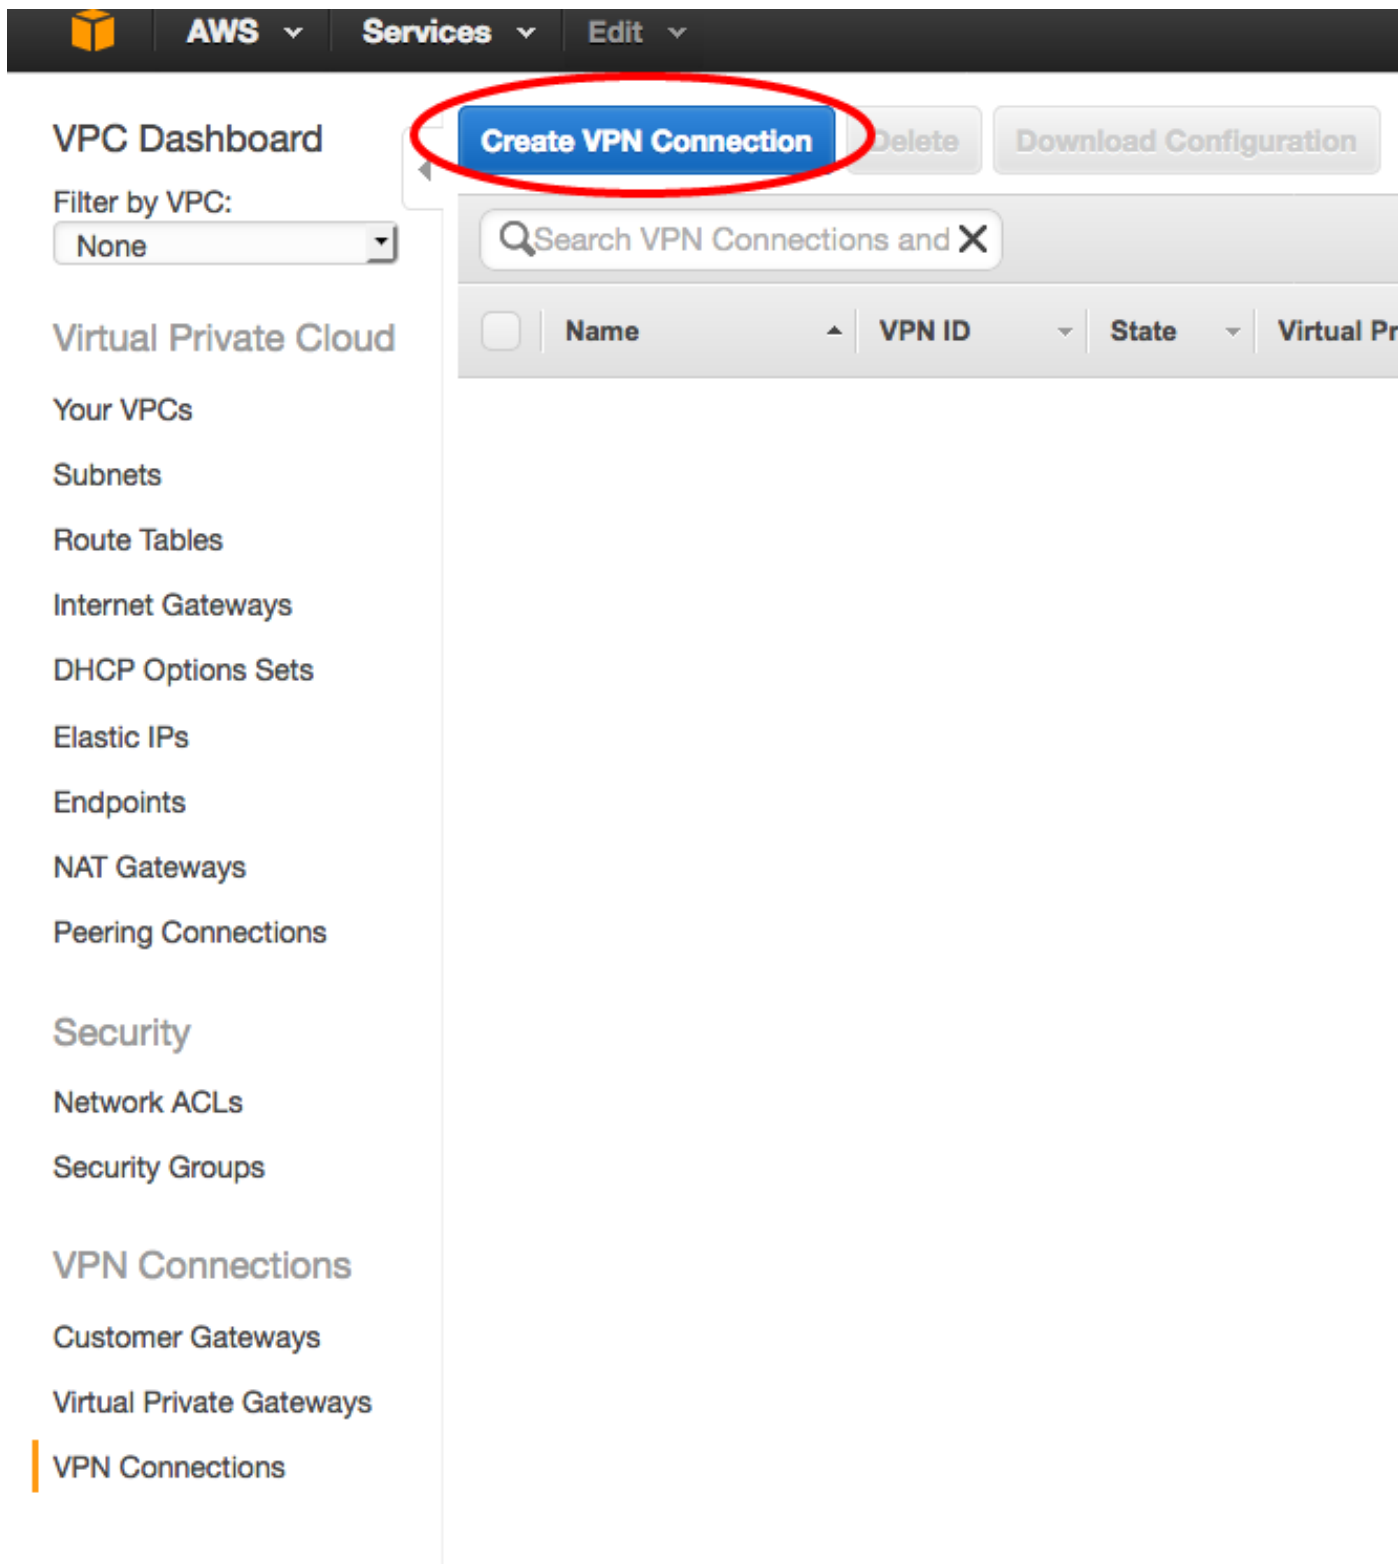 AWS Services Edit
VPC Dashboard
Filter by VPC:
None
Virtual Private Cloud
Your VPCs
Subnets
Route Tables
Internet Gateways
DHCP Options Sets
Elastic IPs
Endpoints
NAT Gateways
Peering Connections
Security
Network ACLs
Security Groups
VPN Connections
Customer Gateways
Virtual Private Gateways
VPN Connections
Create VPN Connection Delete Download Configuration
Search VPN Connections and
Name VPN ID State Virtual Pr